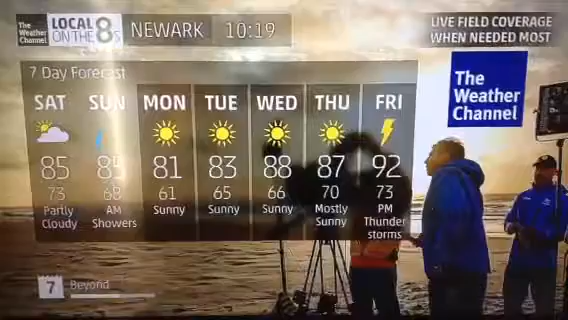 The
Weather
Channel
LOCAL
ON THE 8s
NEWARK
10:19
LIVE FIELD COVERAGE
WHEN NEEDED MOST
7 Day Forecast
SAT SUN MON TUE WED THU FRI
85 85 81 83 88 87 92
73 68 61 65 66 70 73
Partly Cloudy
AM Showers
Sunny
Sunny
Sunny
Mostly Sunny
PM Thunder storms
The
Weather
Channel
7 Beyond